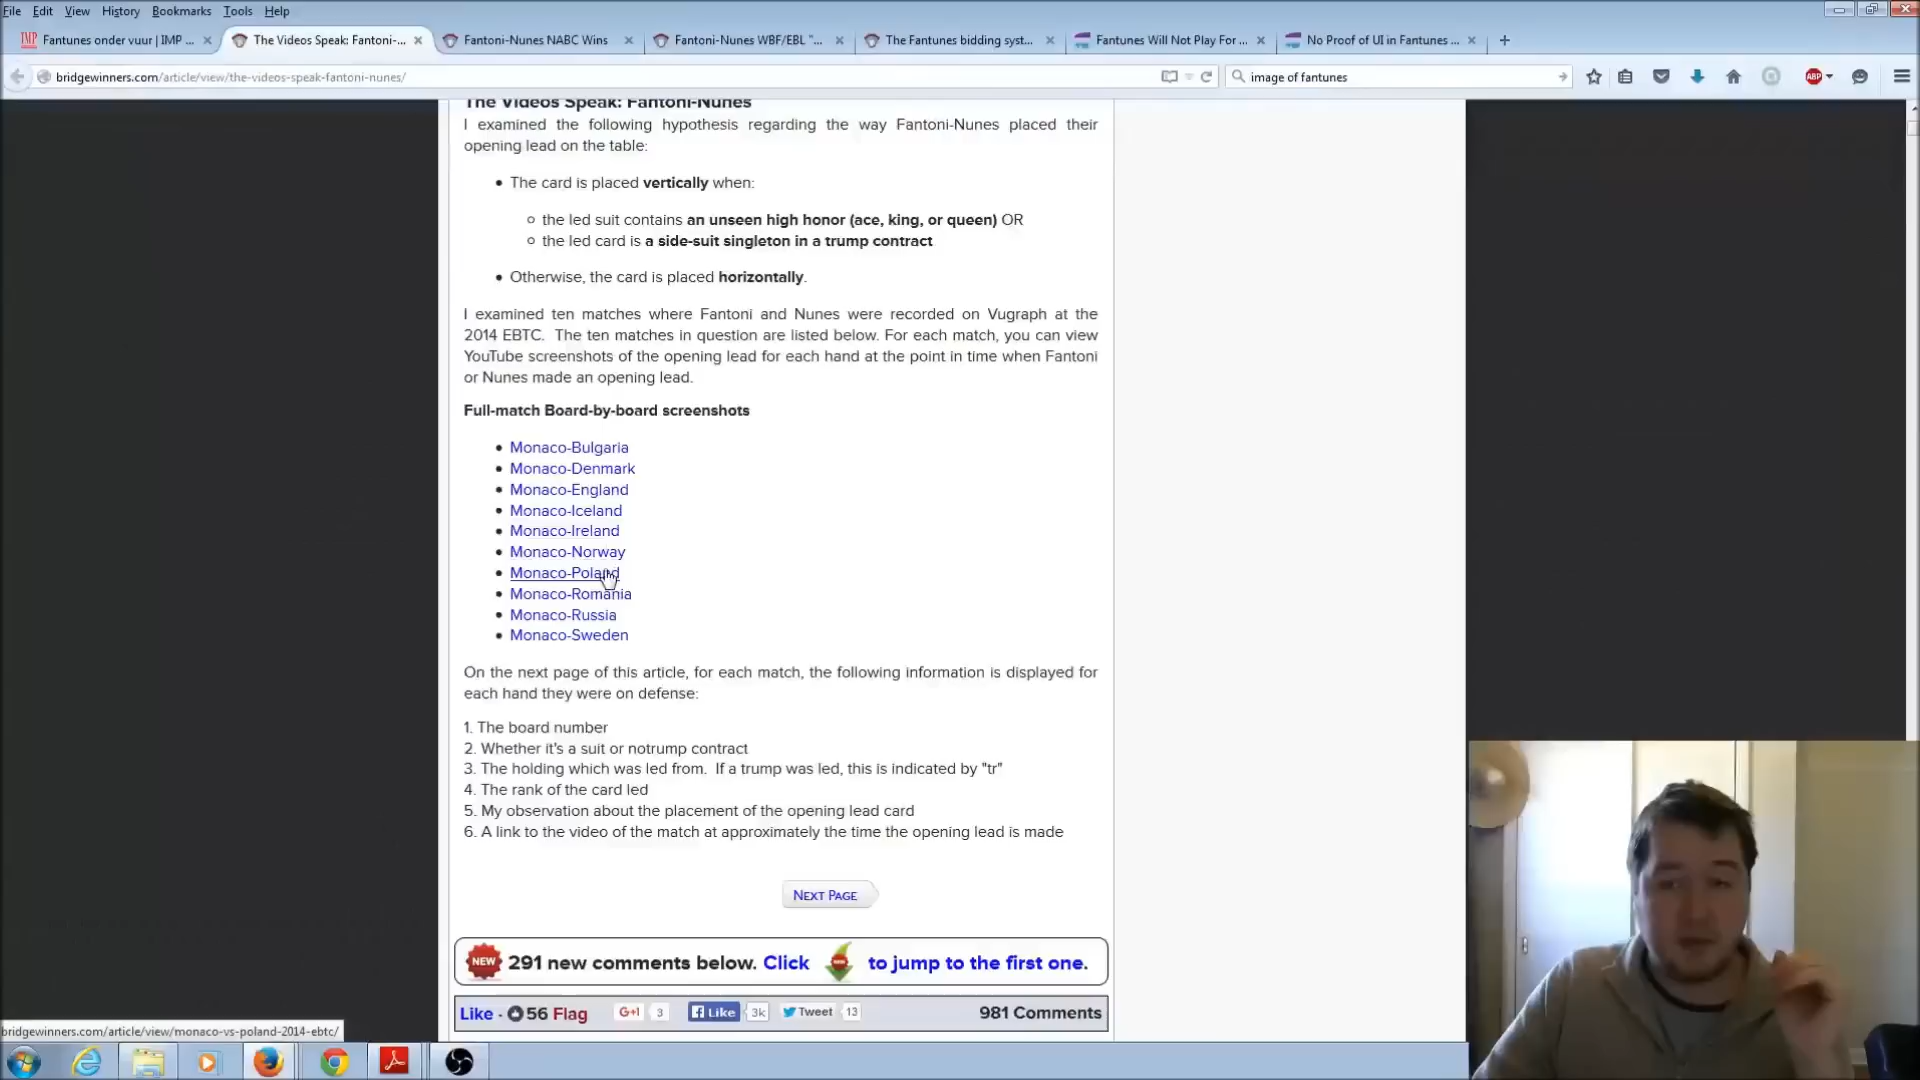 File Edit View History Bookmarks Tools Help
Fantunes onder vuur | IMP ... × The Videos Speak: Fantoni-... × Fantoni-Nunes NABC Wins × Fantoni-Nunes WBF/EBL "... × The Fantunes bidding syst... × Fantunes Will Not Play For ... × No Proof of UI in Fantunes ... × +
bridgewinners.com/article/view/the-videos-speak-fantoni-nunes/ image of fantunes ABP
The Videos Speak: Fantoni-Nunes
I examined the following hypothesis regarding the way Fantoni-Nunes placed their
opening lead on the table:
• The card is placed vertically when:
○ the led suit contains an unseen high honor (ace, king, or queen) OR
○ the led card is a side-suit singleton in a trump contract
• Otherwise, the card is placed horizontally.
I examined ten matches where Fantoni and Nunes were recorded on Vugraph at the
2014 EBTC. The ten matches in question are listed below. For each match, you can view
YouTube screenshots of the opening lead for each hand at the point in time when Fantoni
or Nunes made an opening lead.
Full-match Board-by-board screenshots
• Monaco-Bulgaria
• Monaco-Denmark
• Monaco-England
• Monaco-Iceland
• Monaco-Ireland
• Monaco-Norway
• Monaco-Poland
• Monaco-Romania
• Monaco-Russia
• Monaco-Sweden
On the next page of this article, for each match, the following information is displayed for
each hand they were on defense:
1. The board number
2. Whether it's a suit or notrump contract
3. The holding which was led from. If a trump was led, this is indicated by "tr"
4. The rank of the card led
5. My observation about the placement of the opening lead card
6. A link to the video of the match at approximately the time the opening lead is made
NEXT PAGE
NEW 291 new comments below. Click to jump to the first one.
Like · 56 Flag G+1 3 Like 3k Tweet 13 981 Comments
bridgewinners.com/article/view/monaco-vs-poland-2014-ebtc/